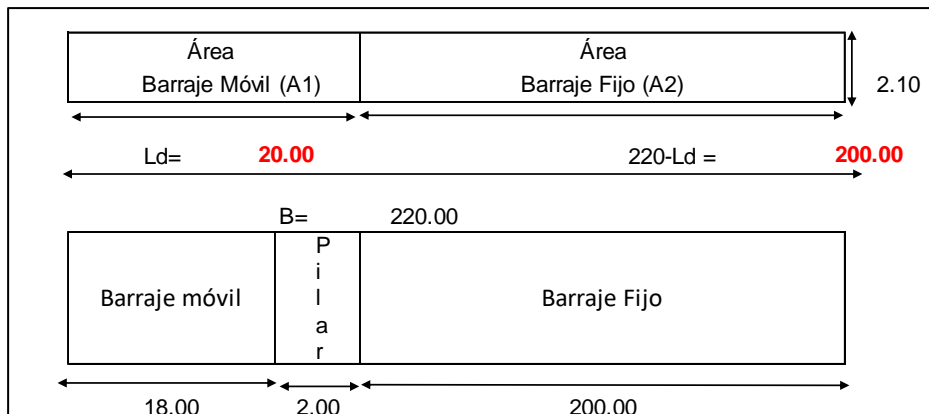 Área Área
Barraje Móvil (A1) Barraje Fijo (A2) 2.10
Ld= 20.00 220-Ld = 200.00
B= 220.00
Barraje móvil Pilar Barraje Fijo
18.00 2.00 200.00